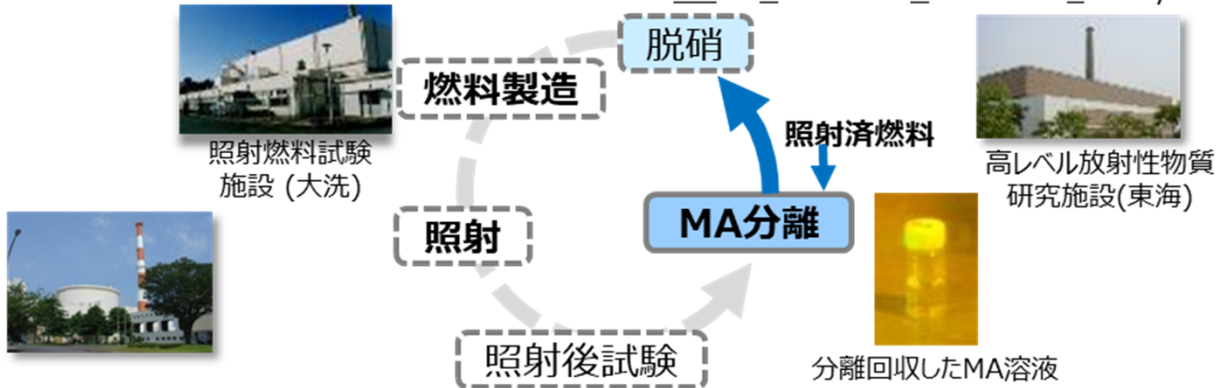 脱硝
燃料製造
照射済燃料
照射燃料試験
施設 (大洗)
高レベル放射性物質
研究施設(東海)
MA分離
照射
照射後試験
分離回収したMA溶液